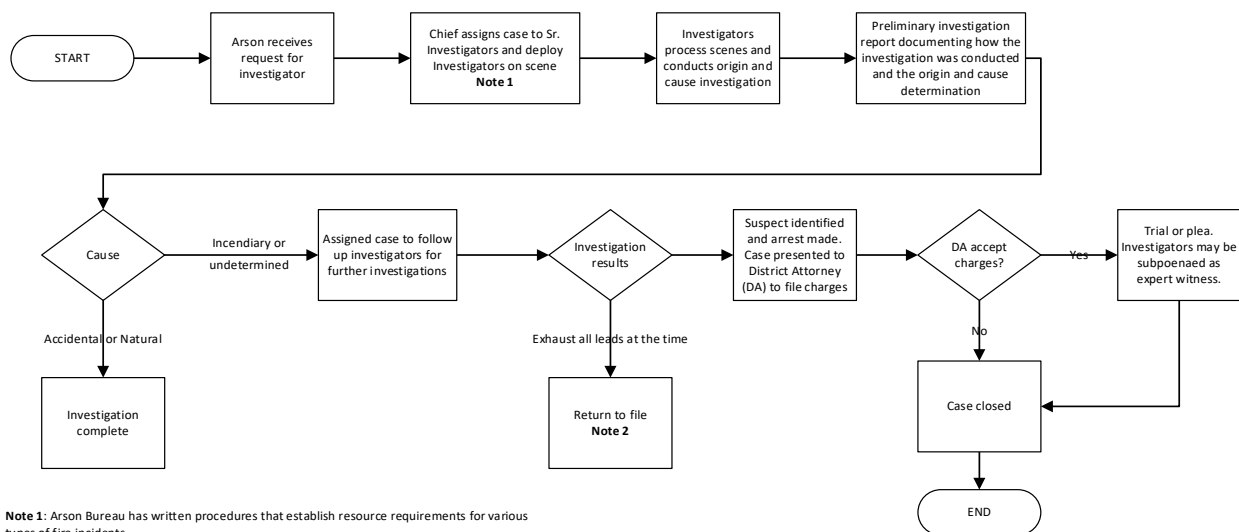 START
Arson receives
request for
investigator
Chief assigns case to Sr.
Investigators and deploy
Investigators on scene
Note 1
Investigators
process scenes and
conducts origin and
cause investigation
Preliminary investigation
report documenting how the
investigation was conducted
and the origin and cause
determination
Cause
Incendiary or
undetermined
Assigned case to follow
up investigators for
further investigations
Investigation
results
Suspect identified
and arrest made.
Case presented to
District Attorney
(DA) to file charges
DA accept
charges?
Yes
Trial or plea.
Investigators may be
subpoenaed as
expert witness.
Accidental or Natural
Exhaust all leads at the time
No
Investigation
complete
Return to file
Note 2
Case closed
END
Note 1: Arson Bureau has written procedures that establish resource requirements for various
types of fire incidents